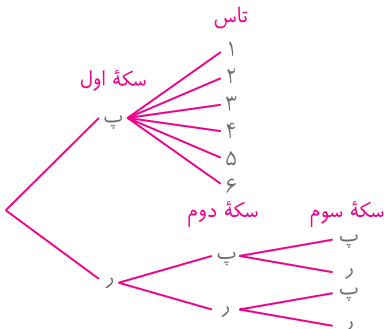 تاس
سکهٔ اول
۱
۲
پ
۳
۴
۵
۶
سکهٔ دوم
سکهٔ سوم
پ
پ
ر
ر
پ
ر
ر